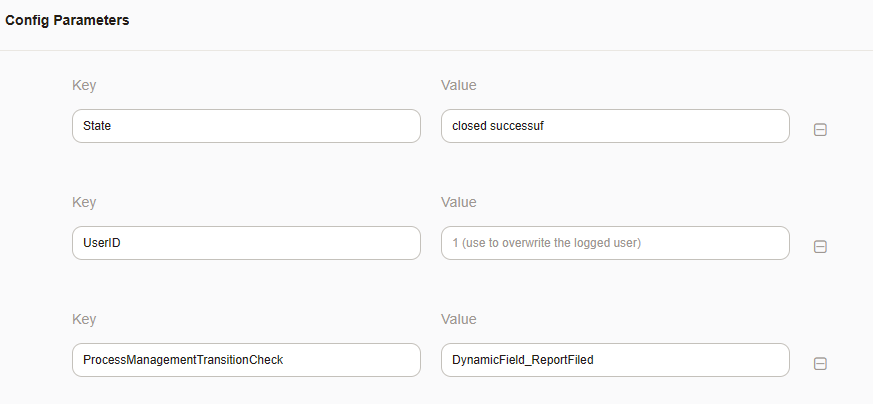 Config Parameters
Key Value
State closed successuf
Key Value
UserID 1 (use to overwrite the logged user)
Key Value
ProcessManagementTransitionCheck DynamicField_ReportFiled